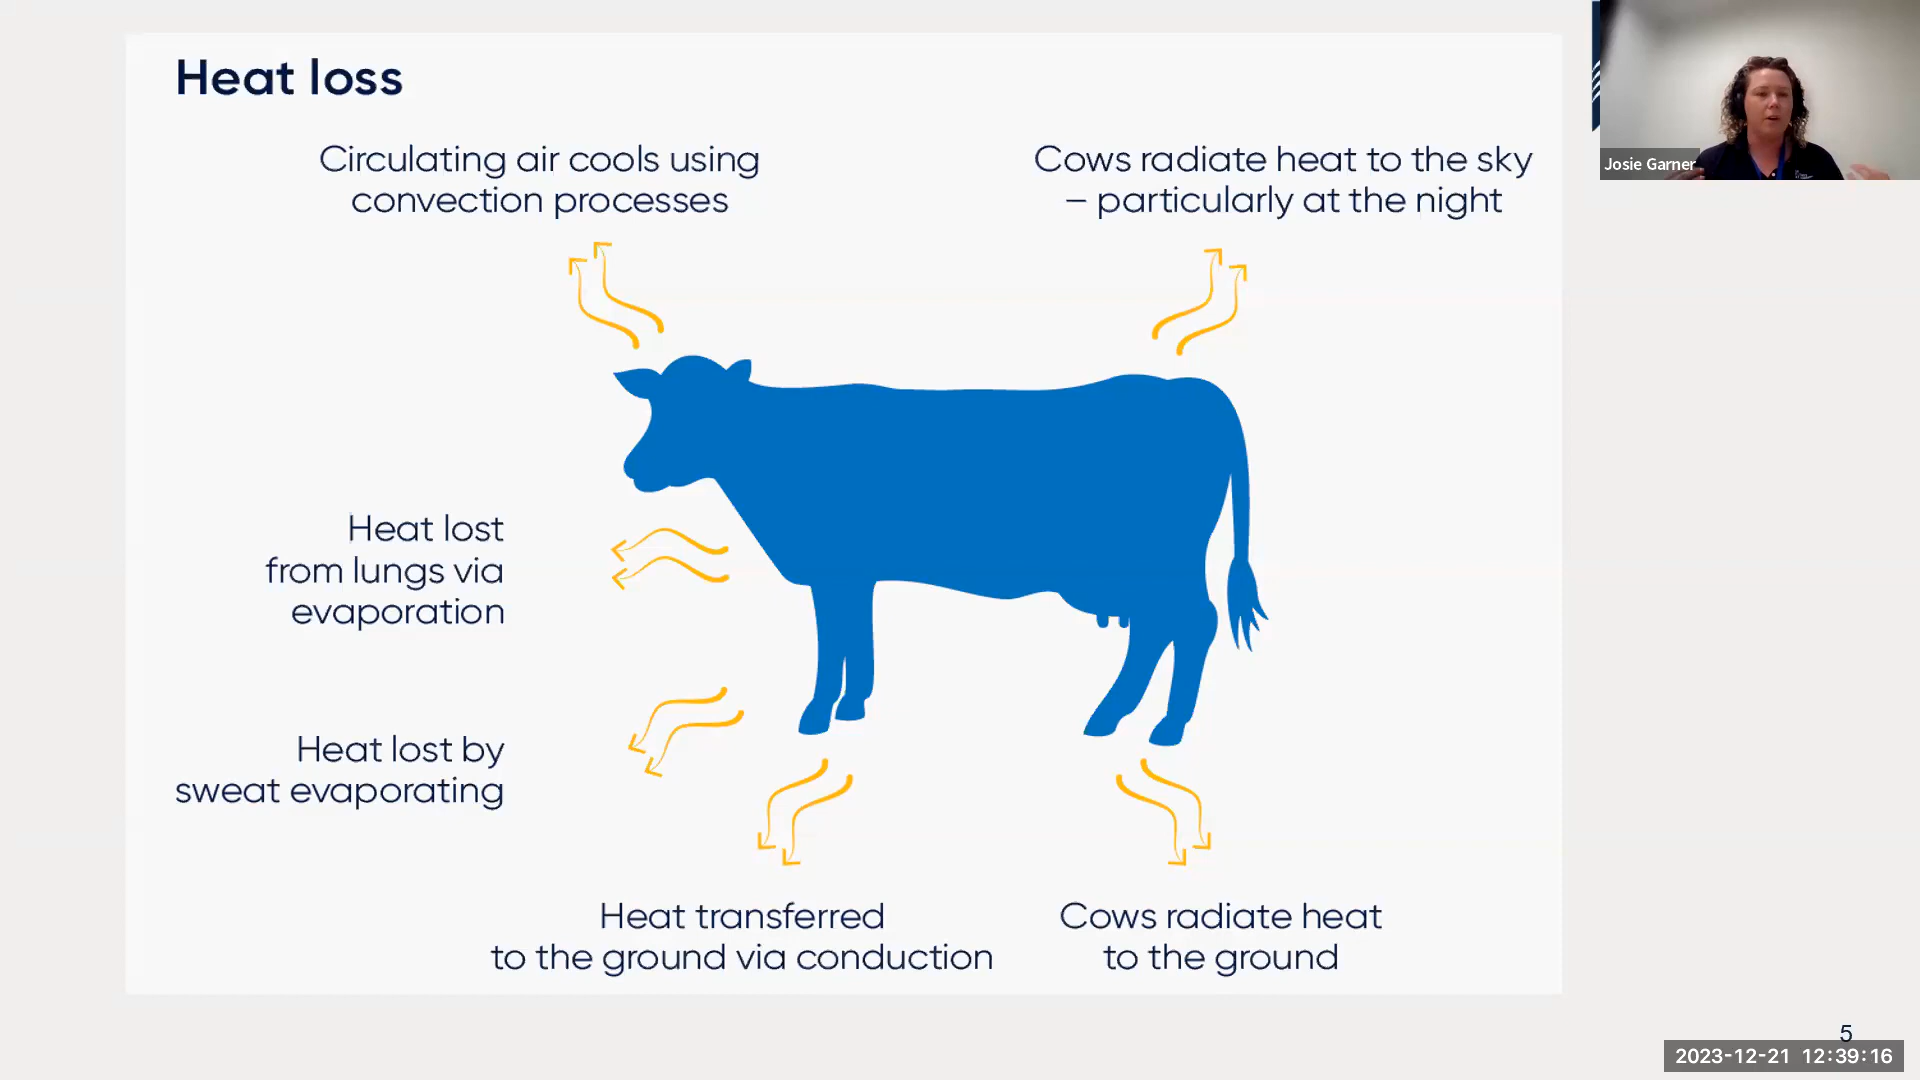 Heat loss
Circulating air cools using
convection processes
Cows radiate heat to the sky
– particularly at the night
Josie Garner
Heat lost
from lungs via
evaporation
Heat lost by
sweat evaporating
Heat transferred
to the ground via conduction
Cows radiate heat
to the ground
5
2023-12-21 12:39:16